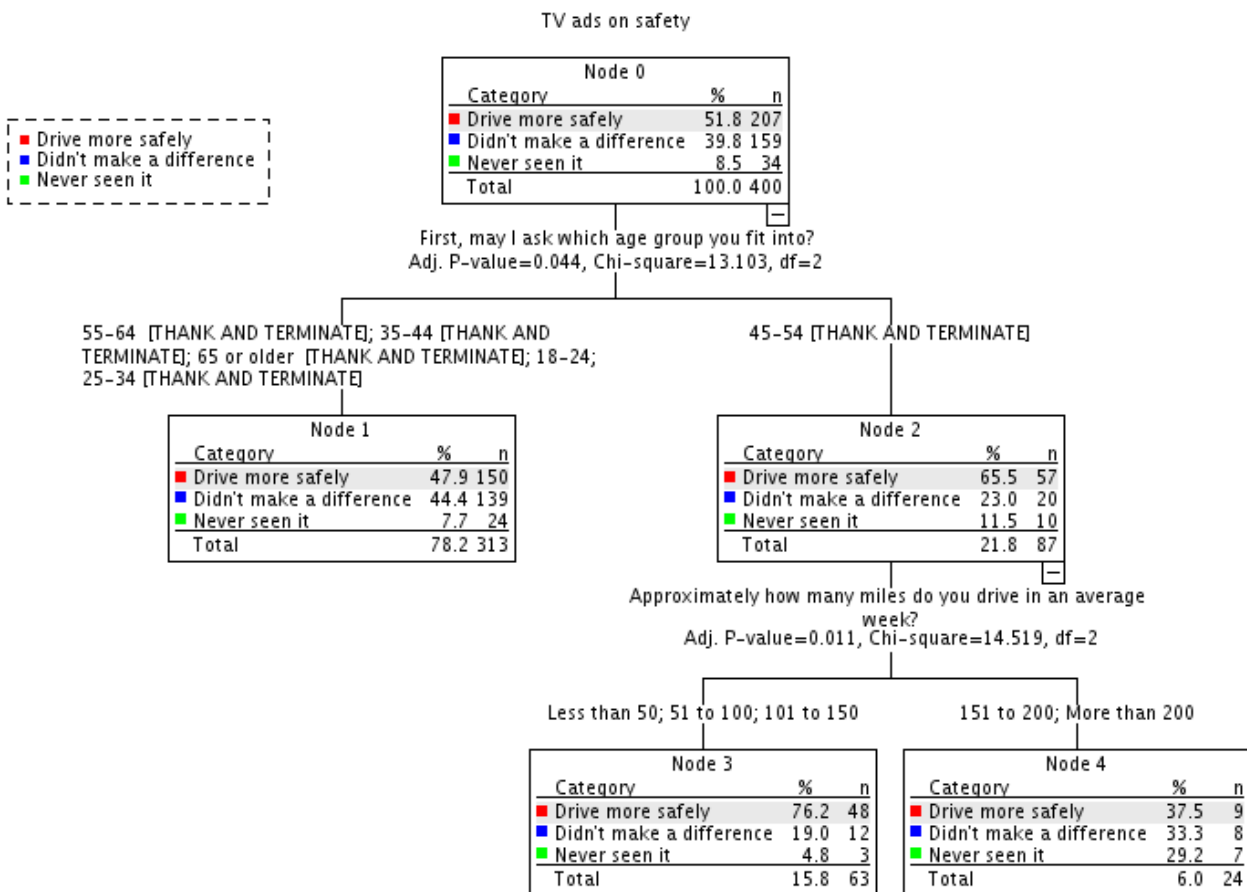 TV ads on safety
Node 0
Category % n
Drive more safely 51.8 207
Didn't make a difference 39.8 159
Never seen it 8.5 34
Total 100.0 400
Drive more safely
Didn't make a difference
Never seen it
First, may I ask which age group you fit into?
Adj. P-value=0.044, Chi-square=13.103, df=2
55-64 [THANK AND TERMINATE]; 35-44 [THANK AND
TERMINATE]; 65 or older [THANK AND TERMINATE]; 18-24;
25-34 [THANK AND TERMINATE]
45-54 [THANK AND TERMINATE]
Node 1
Category % n
Drive more safely 47.9 150
Didn't make a difference 44.4 139
Never seen it 7.7 24
Total 78.2 313
Node 2
Category % n
Drive more safely 65.5 57
Didn't make a difference 23.0 20
Never seen it 11.5 10
Total 21.8 87
Approximately how many miles do you drive in an average
week?
Adj. P-value=0.011, Chi-square=14.519, df=2
Less than 50; 51 to 100; 101 to 150
151 to 200; More than 200
Node 3
Category % n
Drive more safely 76.2 48
Didn't make a difference 19.0 12
Never seen it 4.8 3
Total 15.8 63
Node 4
Category % n
Drive more safely 37.5 9
Didn't make a difference 33.3 8
Never seen it 29.2 7
Total 6.0 24